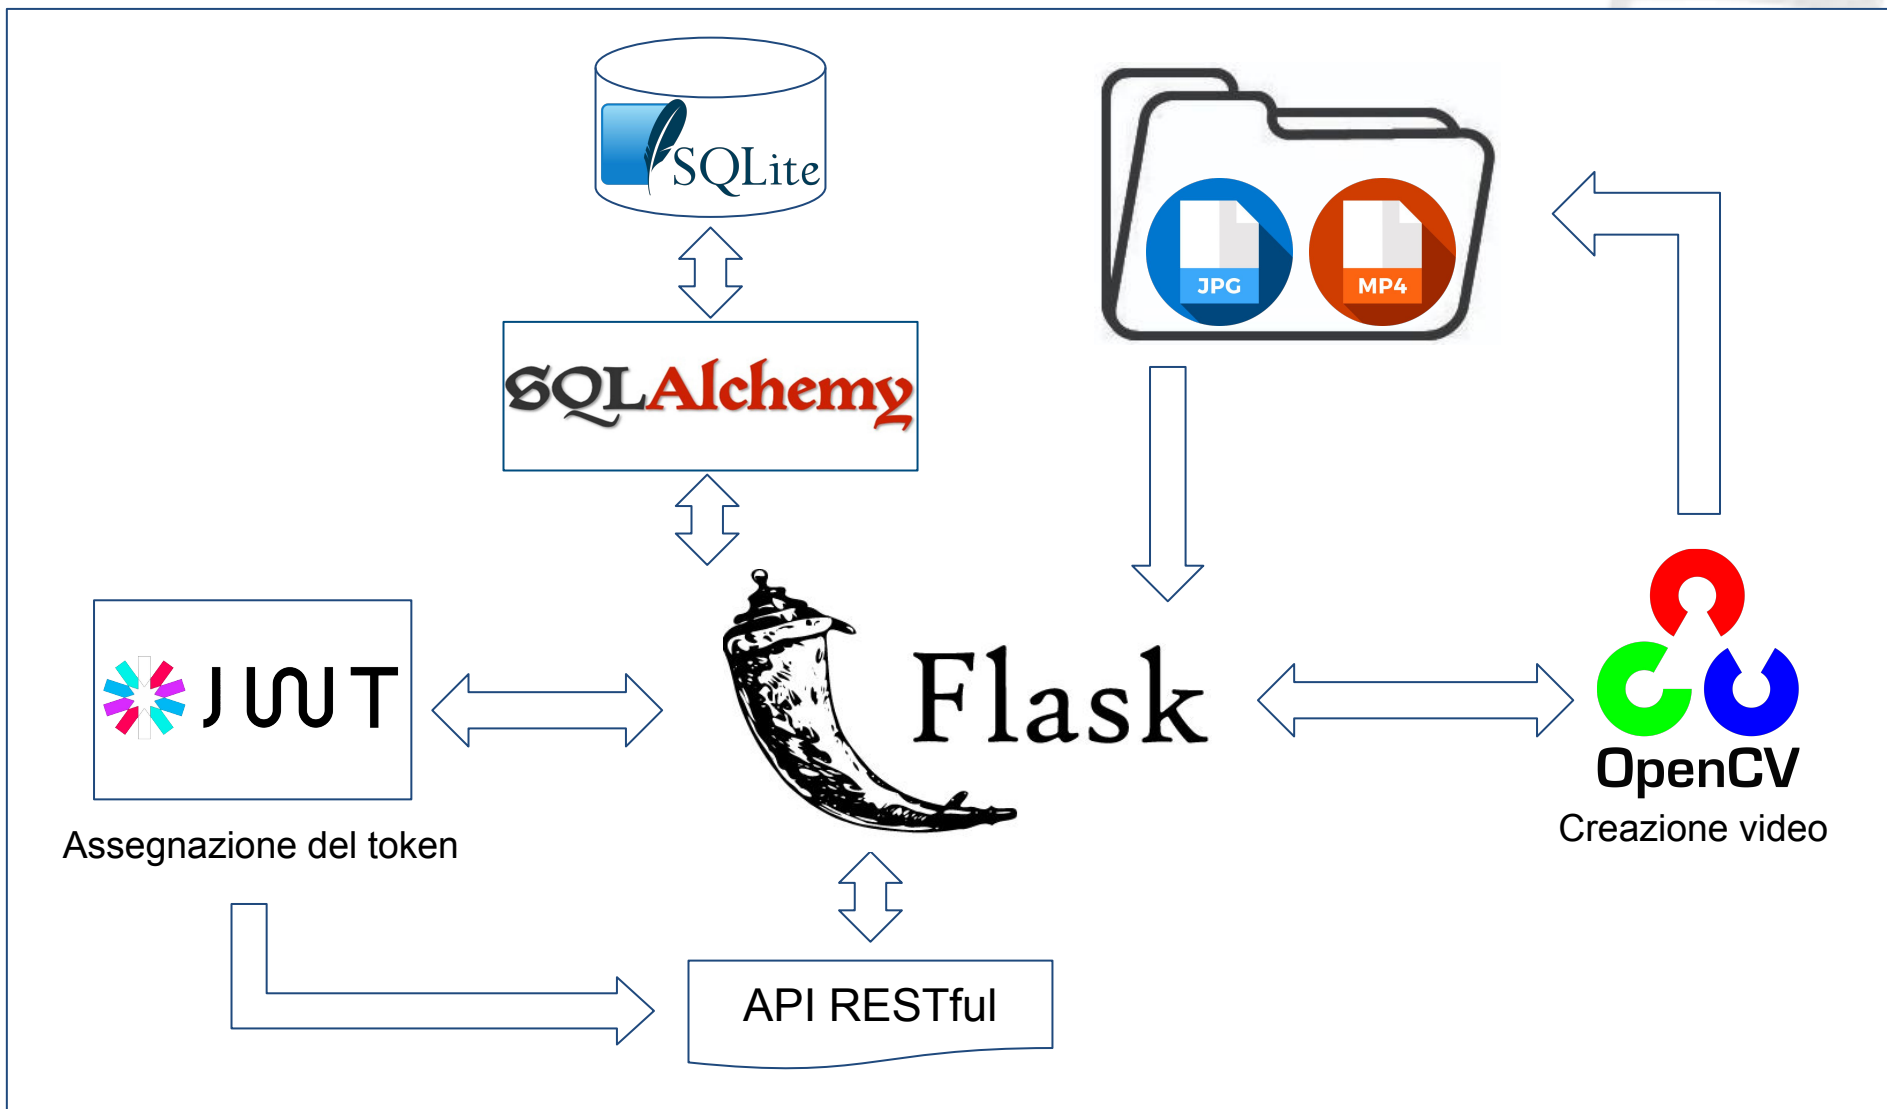 SQLite
JPG
MP4
SQLAlchemy
JWT
Flask
OpenCV
Assegnazione del token
Creazione video
API RESTful